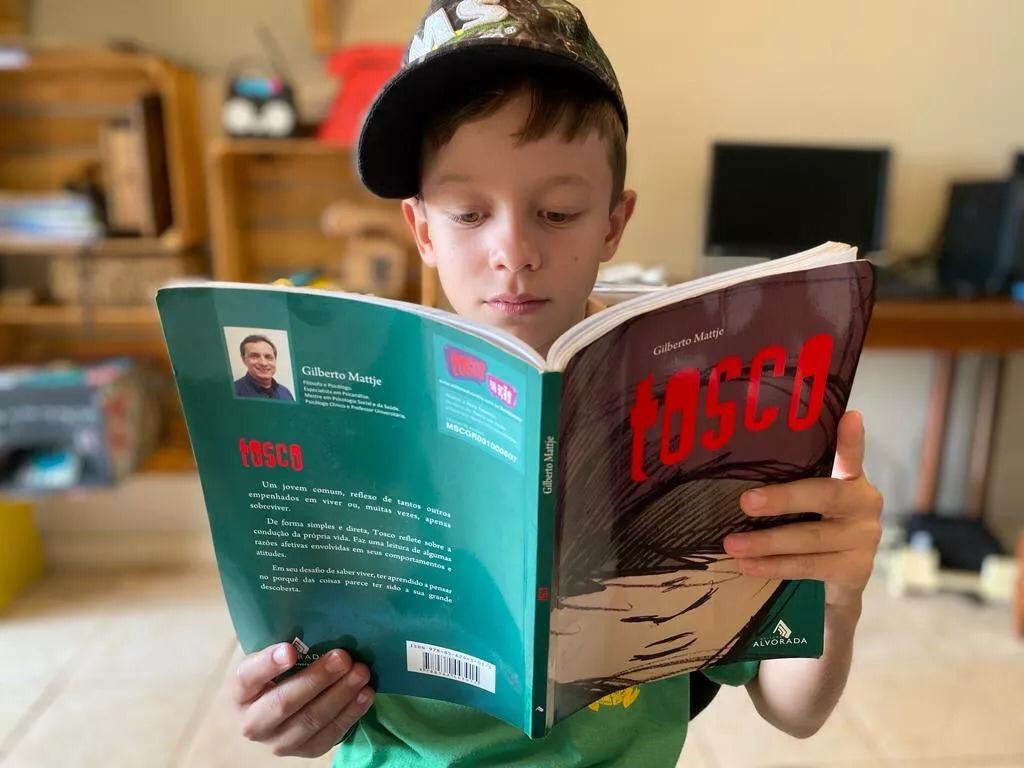 M.S.
Gilberto Mattje
Filósofo e Psicólogo.
Especialista em Psicanálise.
Mestre em Psicologia Social e da Saúde.
Psicólogo Clínico e Professor Universitário.
tosco
em ação
MSCGR001000607
tosco
Um jovem comum, reflexo de tantos outros
empenhados em viver ou, muitas vezes, apenas
sobreviver.
De forma simples e direta, Tosco reflete sobre a
condução da própria vida. Faz uma leitura de algumas
razões afetivas envolvidas em seus comportamentos e
atitudes.
Em seu desafio de saber viver, ter aprendido a pensar
no porquê das coisas parece ter sido a sua grande
descoberta.
Gilberto Mattje
Gilberto Mattje
tosco
ALVORADA